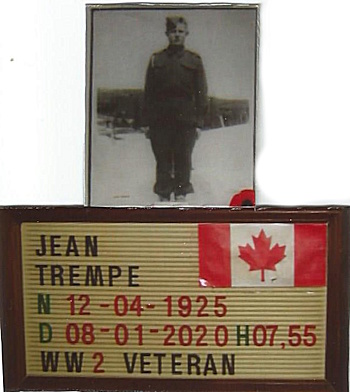 JEAN
TREMPE
N 12-04-1925
D 08-01-2020 H07,55
WW2 VETERAN